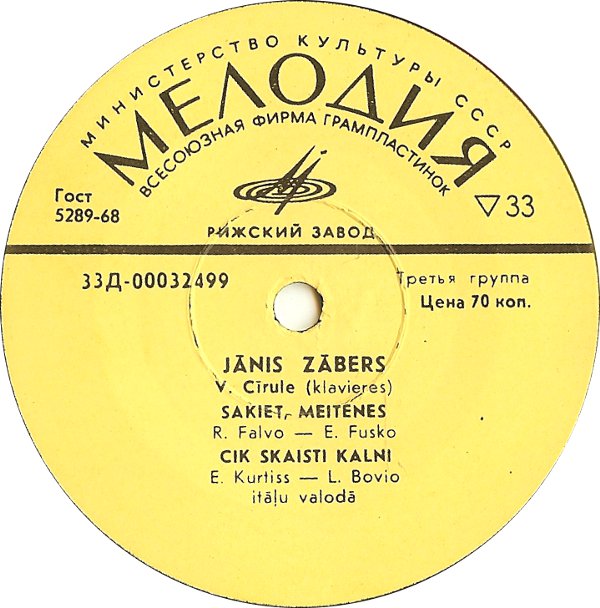 МИНИСТЕРСТВО КУЛЬТУРЫ СССР
МЕЛОДИЯ
ВСЕСОЮЗНАЯ ФИРМА ГРАМПЛАСТИНОК
Гост
5289-68
▽33
РИЖСКИЙ ЗАВОД
33Д-00032499
Третья группа
Цена 70 коп.
JĀNIS ZĀBERS
V. Cīrule (klavieres)
SAKIET, MEITENES
R. Falvo — E. Fusko
CIK SKAISTI KALNI
E. Kurtiss — L. Bovio
itāļu valodā